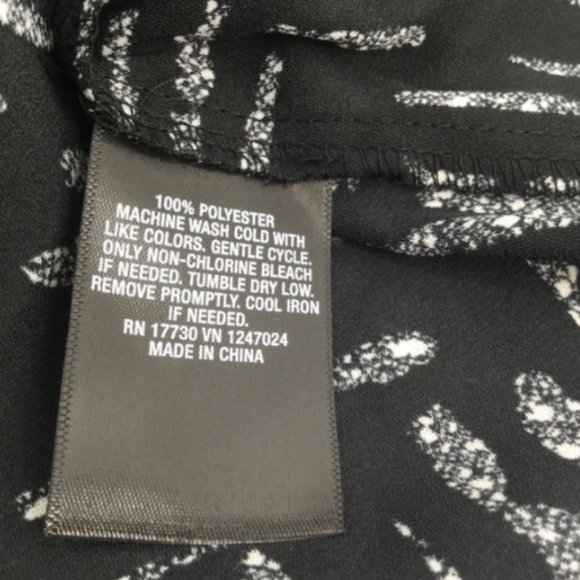 100% POLYESTER
MACHINE WASH COLD WITH
LIKE COLORS. GENTLE CYCLE.
ONLY NON-CHLORINE BLEACH
IF NEEDED. TUMBLE DRY LOW.
REMOVE PROMPTLY. COOL IRON
IF NEEDED.
RN 17730 VN 1247024
MADE IN CHINA